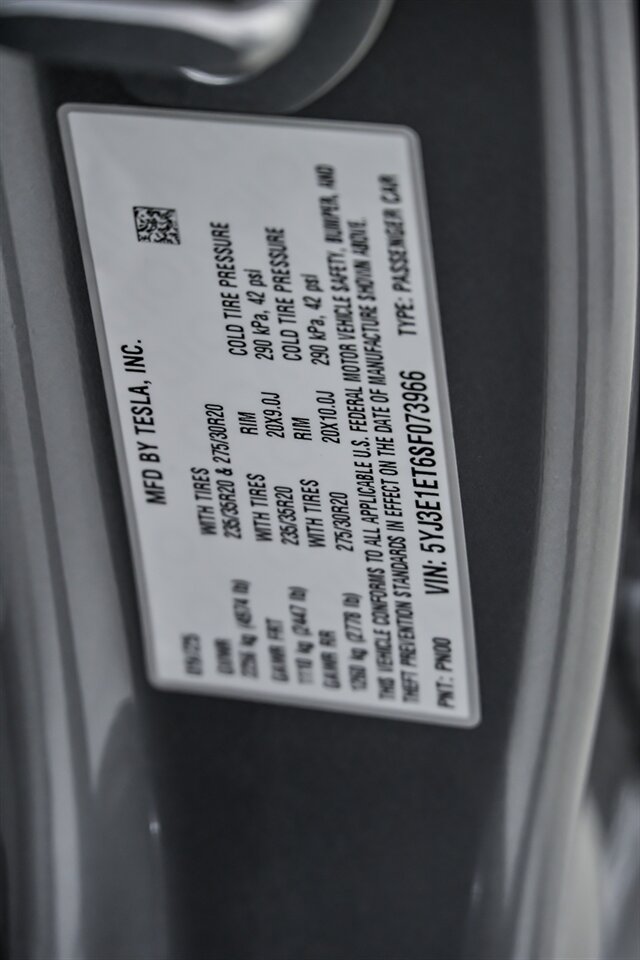 MFD BY TESLA, INC.
GVWR WITH TIRES COLD TIRE PRESSURE
2256 kg (4974 lb) 235/35R20 & 275/30R20
GAWR FRT WITH TIRES RIM 290 kPa, 42 psi
1110 kg (2447 lb) 235/35R20 20X9.0J COLD TIRE PRESSURE
GAWR RR WITH TIRES RIM
1260 kg (2778 lb) 275/30R20 20X10.0J 290 kPa, 42 psi
THIS VEHICLE CONFORMS TO ALL APPLICABLE U.S. FEDERAL MOTOR VEHICLE SAFETY, BUMPER, AND
THEFT PREVENTION STANDARDS IN EFFECT ON THE DATE OF MANUFACTURE SHOWN ABOVE.
PNT: PN00 VIN: 5YJ3E1ET6SF073966 TYPE: PASSENGER CAR